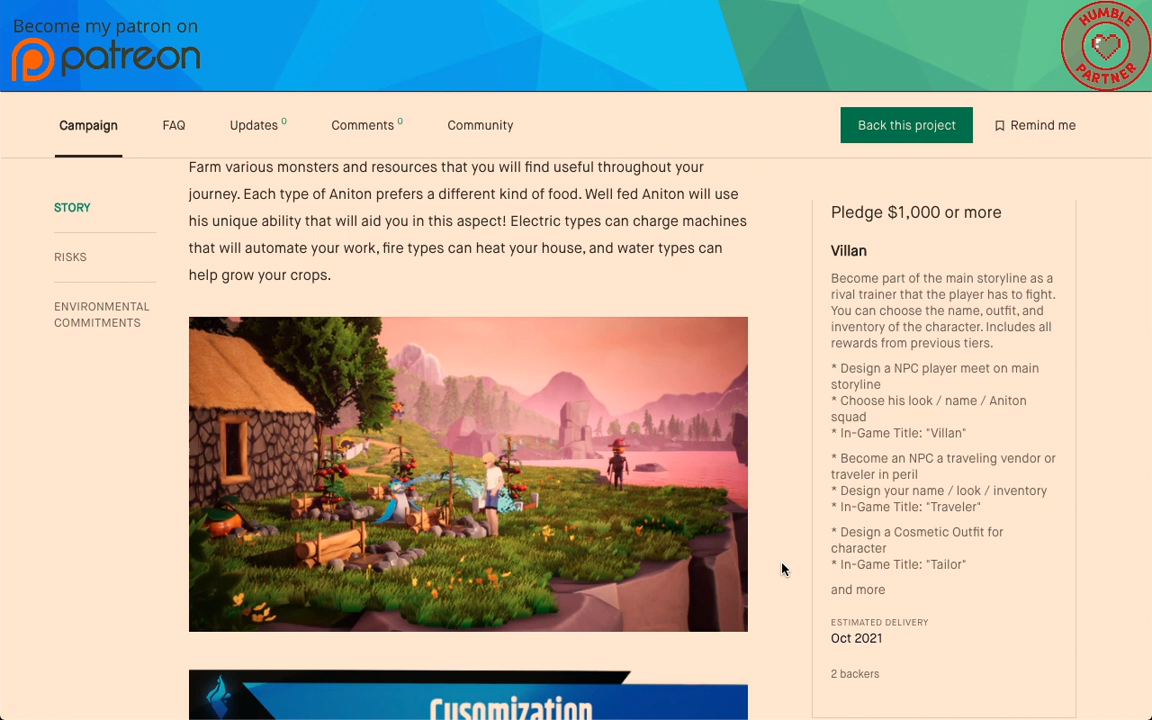 Become my patron on
patreon
HUMBLE
PARTNER
Campaign
FAQ
Updates 0
Comments 0
Community
Back this project
Remind me
Farm various monsters and resources that you will find useful throughout your
journey. Each type of Aniton prefers a different kind of food. Well fed Aniton will use
his unique ability that will aid you in this aspect! Electric types can charge machines
that will automate your work, fire types can heat your house, and water types can
help grow your crops.
STORY
RISKS
ENVIRONMENTAL
COMMITMENTS
Cusomization
Pledge $1,000 or more
Villan
Become part of the main storyline as a
rival trainer that the player has to fight.
You can choose the name, outfit, and
inventory of the character. Includes all
rewards from previous tiers.
* Design a NPC player meet on main
storyline
* Choose his look / name / Aniton
squad
* In-Game Title: "Villan"
* Become an NPC a traveling vendor or
traveler in peril
* Design your name / look / inventory
* In-Game Title: "Traveler"
* Design a Cosmetic Outfit for
character
* In-Game Title: "Tailor"
and more
ESTIMATED DELIVERY
Oct 2021
2 backers